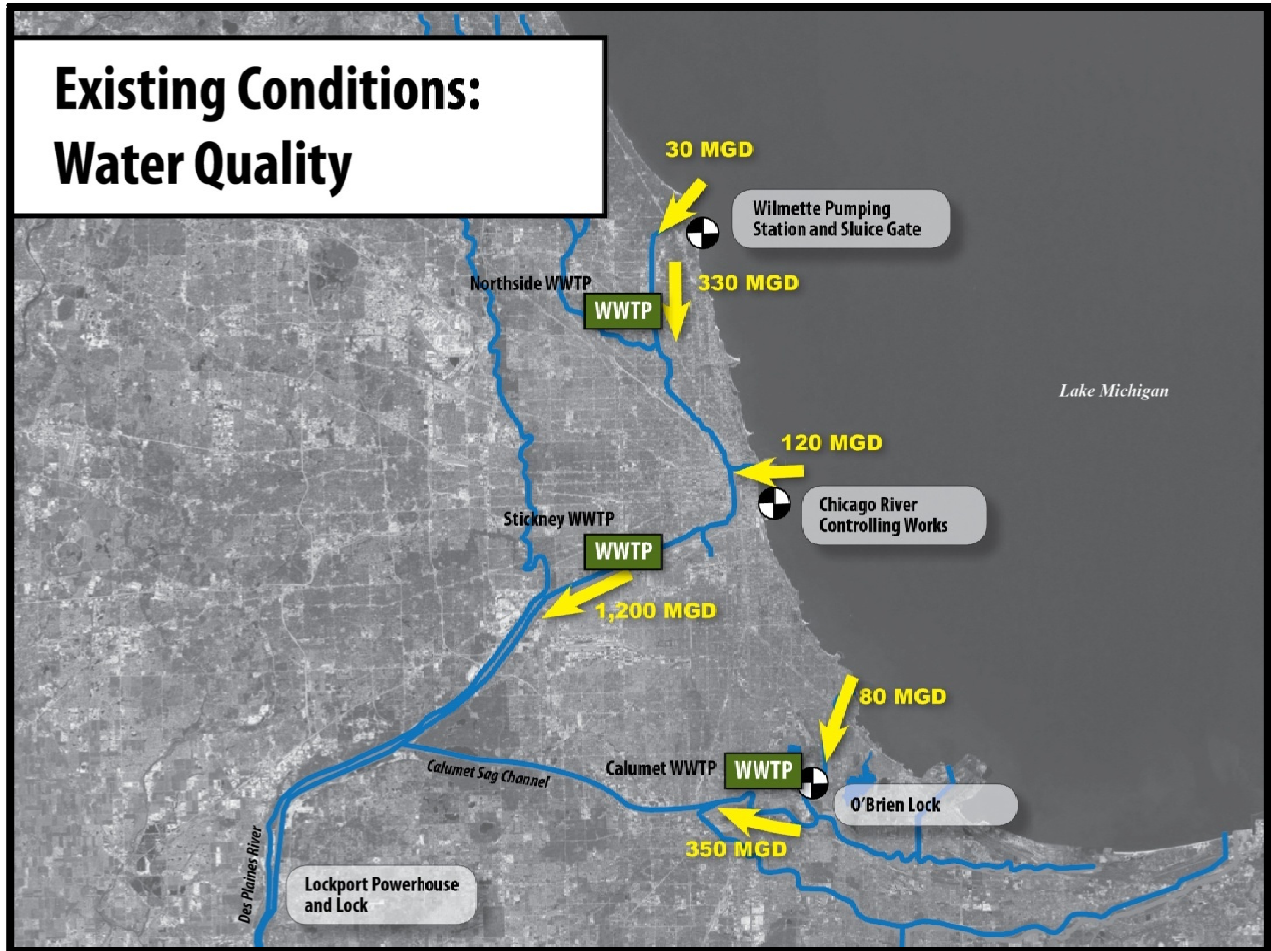 Existing Conditions:
Water Quality
30 MGD
Wilmette Pumping
Station and Sluice Gate
Northside WWTP
330 MGD
WWTP
Lake Michigan
120 MGD
Chicago River
Controlling Works
Stickney WWTP
WWTP
1,200 MGD
80 MGD
Calumet WWTP
WWTP
Calumet Sag Channel
O'Brien Lock
350 MGD
Des Plaines River
Lockport Powerhouse
and Lock